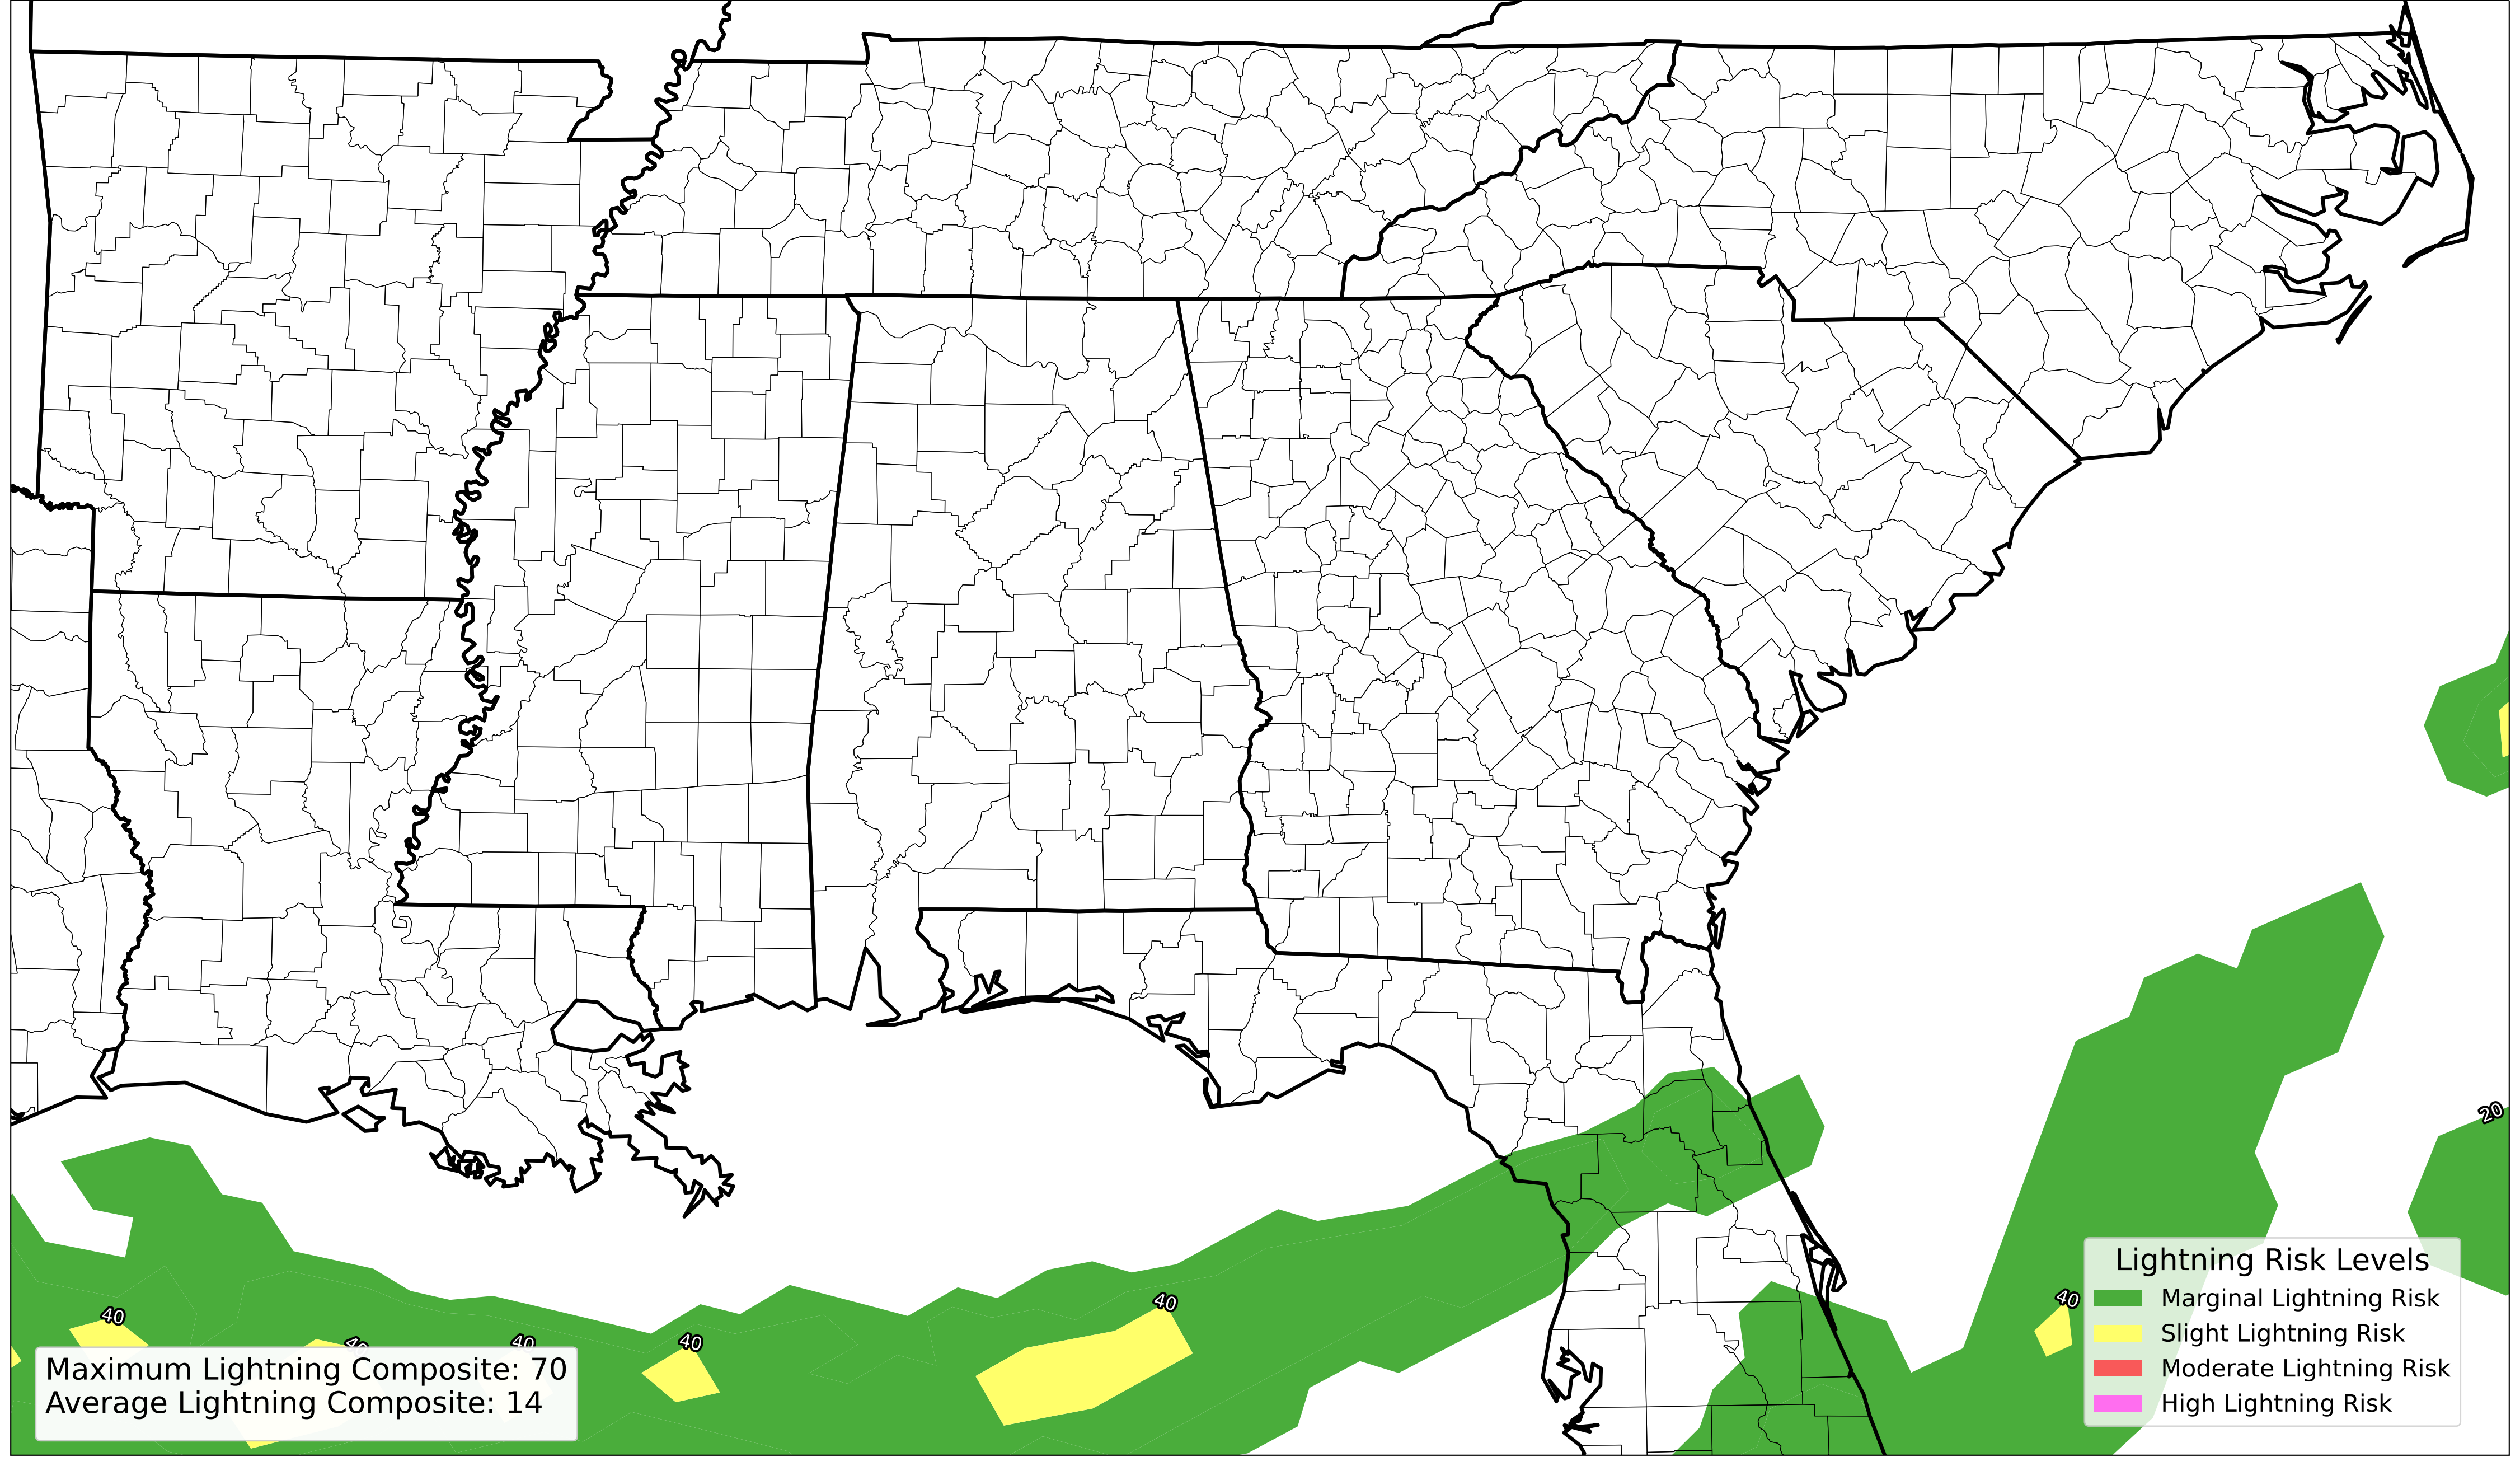 20
40
40
40
40
40
40
Maximum Lightning Composite: 70
Average Lightning Composite: 14
Lightning Risk Levels
Marginal Lightning Risk
Slight Lightning Risk
Moderate Lightning Risk
High Lightning Risk